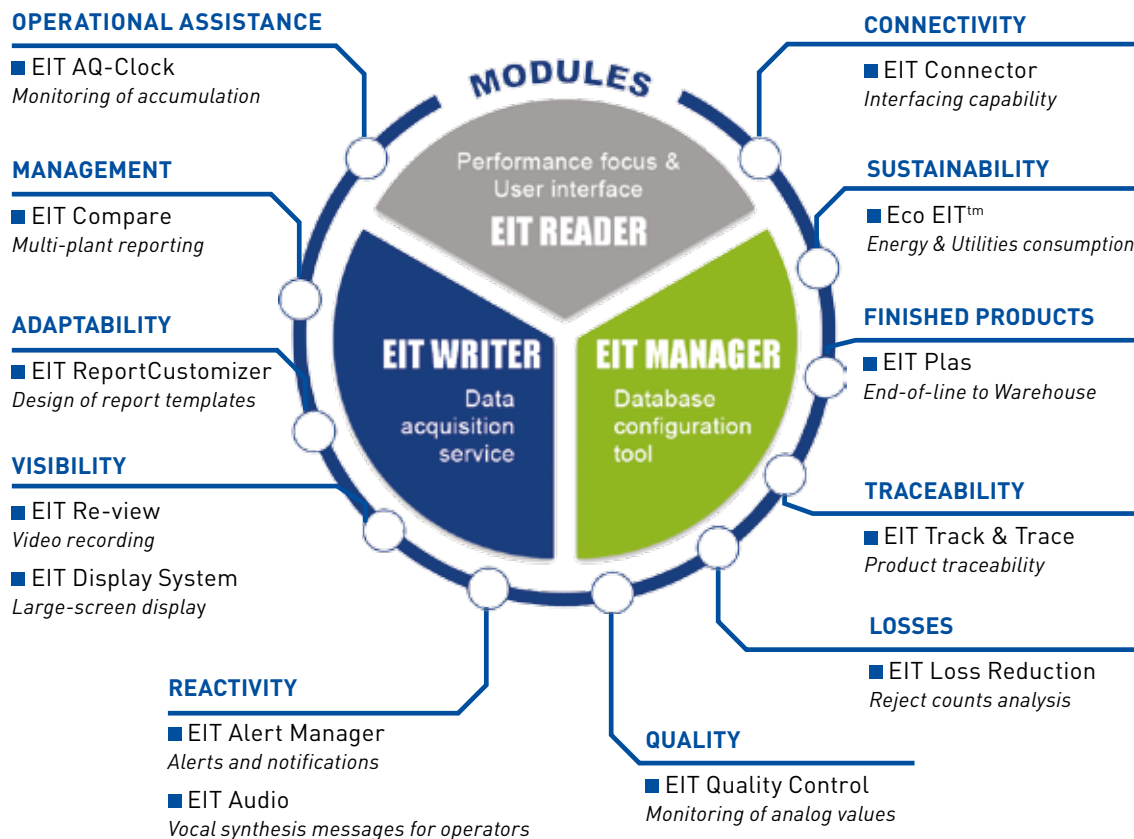 OPERATIONAL ASSISTANCE
■ EIT AQ-Clock
Monitoring of accumulation
MANAGEMENT
■ EIT Compare
Multi-plant reporting
ADAPTABILITY
■ EIT ReportCustomizer
Design of report templates
VISIBILITY
■ EIT Re-view
Video recording
■ EIT Display System
Large-screen display
REACTIVITY
■ EIT Alert Manager
Alerts and notifications
■ EIT Audio
Vocal synthesis messages for operators
MODULES
Performance focus &
User interface
EIT READER
EIT WRITER
Data
acquisition
service
EIT MANAGER
Database
configuration
tool
CONNECTIVITY
■ EIT Connector
Interfacing capability
SUSTAINABILITY
■ Eco EIT™
Energy & Utilities consumption
FINISHED PRODUCTS
■ EIT Plas
End-of-line to Warehouse
TRACEABILITY
■ EIT Track & Trace
Product traceability
LOSSES
■ EIT Loss Reduction
Reject counts analysis
QUALITY
■ EIT Quality Control
Monitoring of analog values